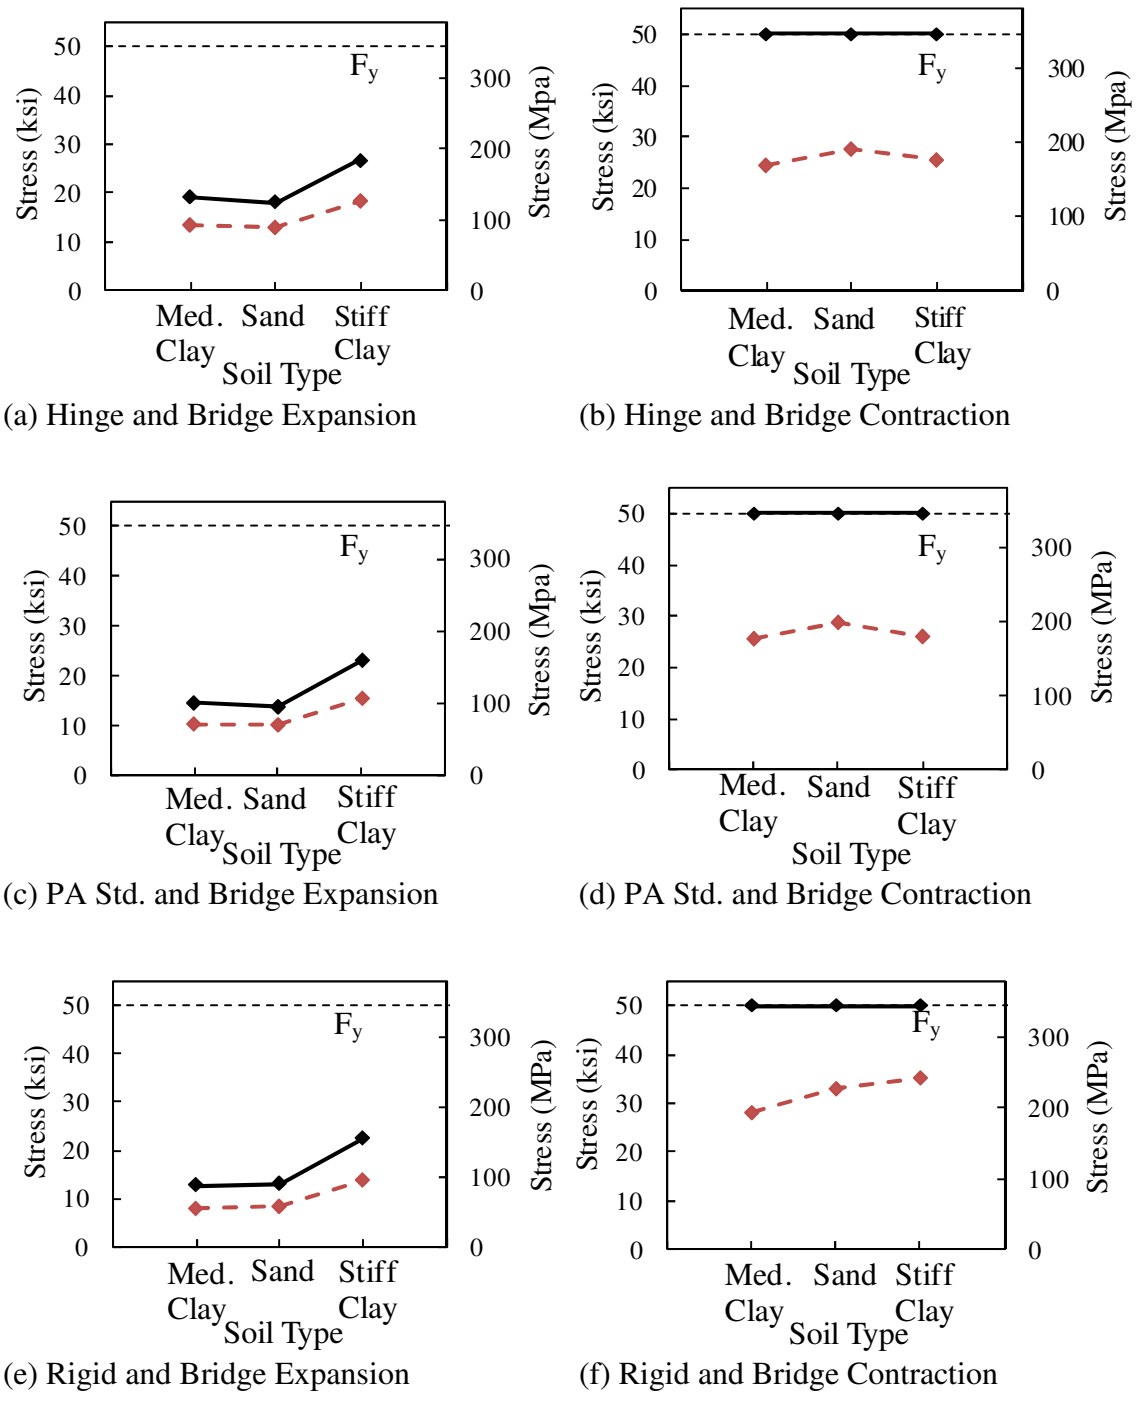 50
40
30
20
10
0
Stress (ksi)
F_y
300
200
100
0
Stress (Mpa)
Med. Sand Stiff
Clay Clay
Soil Type
(a) Hinge and Bridge Expansion
50
40
30
20
10
0
Stress (ksi)
F_y
300
200
100
0
Stress (Mpa)
Med. Sand Stiff
Clay Clay
Soil Type
(b) Hinge and Bridge Contraction
50
40
30
20
10
0
Stress (ksi)
F_y
300
200
100
0
Stress (Mpa)
Med. Sand Stiff
Clay Clay
Soil Type
(c) PA Std. and Bridge Expansion
50
40
30
20
10
0
Stress (ksi)
F_y
300
200
100
0
Stress (MPa)
Med. Sand Stiff
Clay Clay
Soil Type
(d) PA Std. and Bridge Contraction
50
40
30
20
10
0
Stress (ksi)
F_y
300
200
100
0
Stress (MPa)
Med. Sand Stiff
Clay Clay
Soil Type
(e) Rigid and Bridge Expansion
50
40
30
20
10
0
Stress (ksi)
F_y
300
200
100
0
Stress (MPa)
Med. Sand Stiff
Clay Clay
Soil Type
(f) Rigid and Bridge Contraction